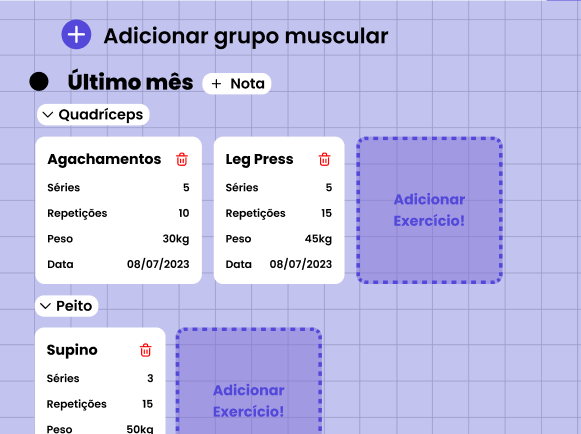 Adicionar grupo muscular
Último mês + Nota
Quadríceps
Agachamentos
Séries 5
Repetições 10
Peso 30kg
Data 08/07/2023
Leg Press
Séries 5
Repetições 15
Peso 45kg
Data 08/07/2023
Adicionar
Exercício!
Peito
Supino
Séries 3
Repetições 15
Peso 50kg
Adicionar
Exercício!